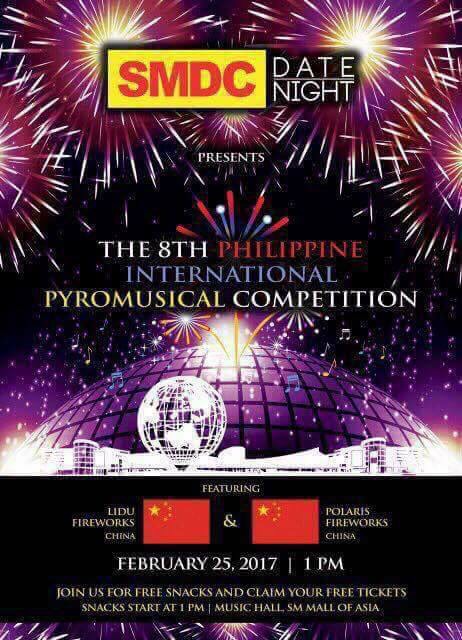 SMDC DATE
NIGHT
PRESENTS
THE 8TH PHILIPPINE
INTERNATIONAL
PYROMUSICAL COMPETITION
FEATURING
LIDU
FIREWORKS
CHINA
&
POLARIS
FIREWORKS
CHINA
FEBRUARY 25, 2017 | 1 PM
JOIN US FOR FREE SNACKS AND CLAIM YOUR FREE TICKETS
SNACKS START AT 1 PM | MUSIC HALL, SM MALL OF ASIA